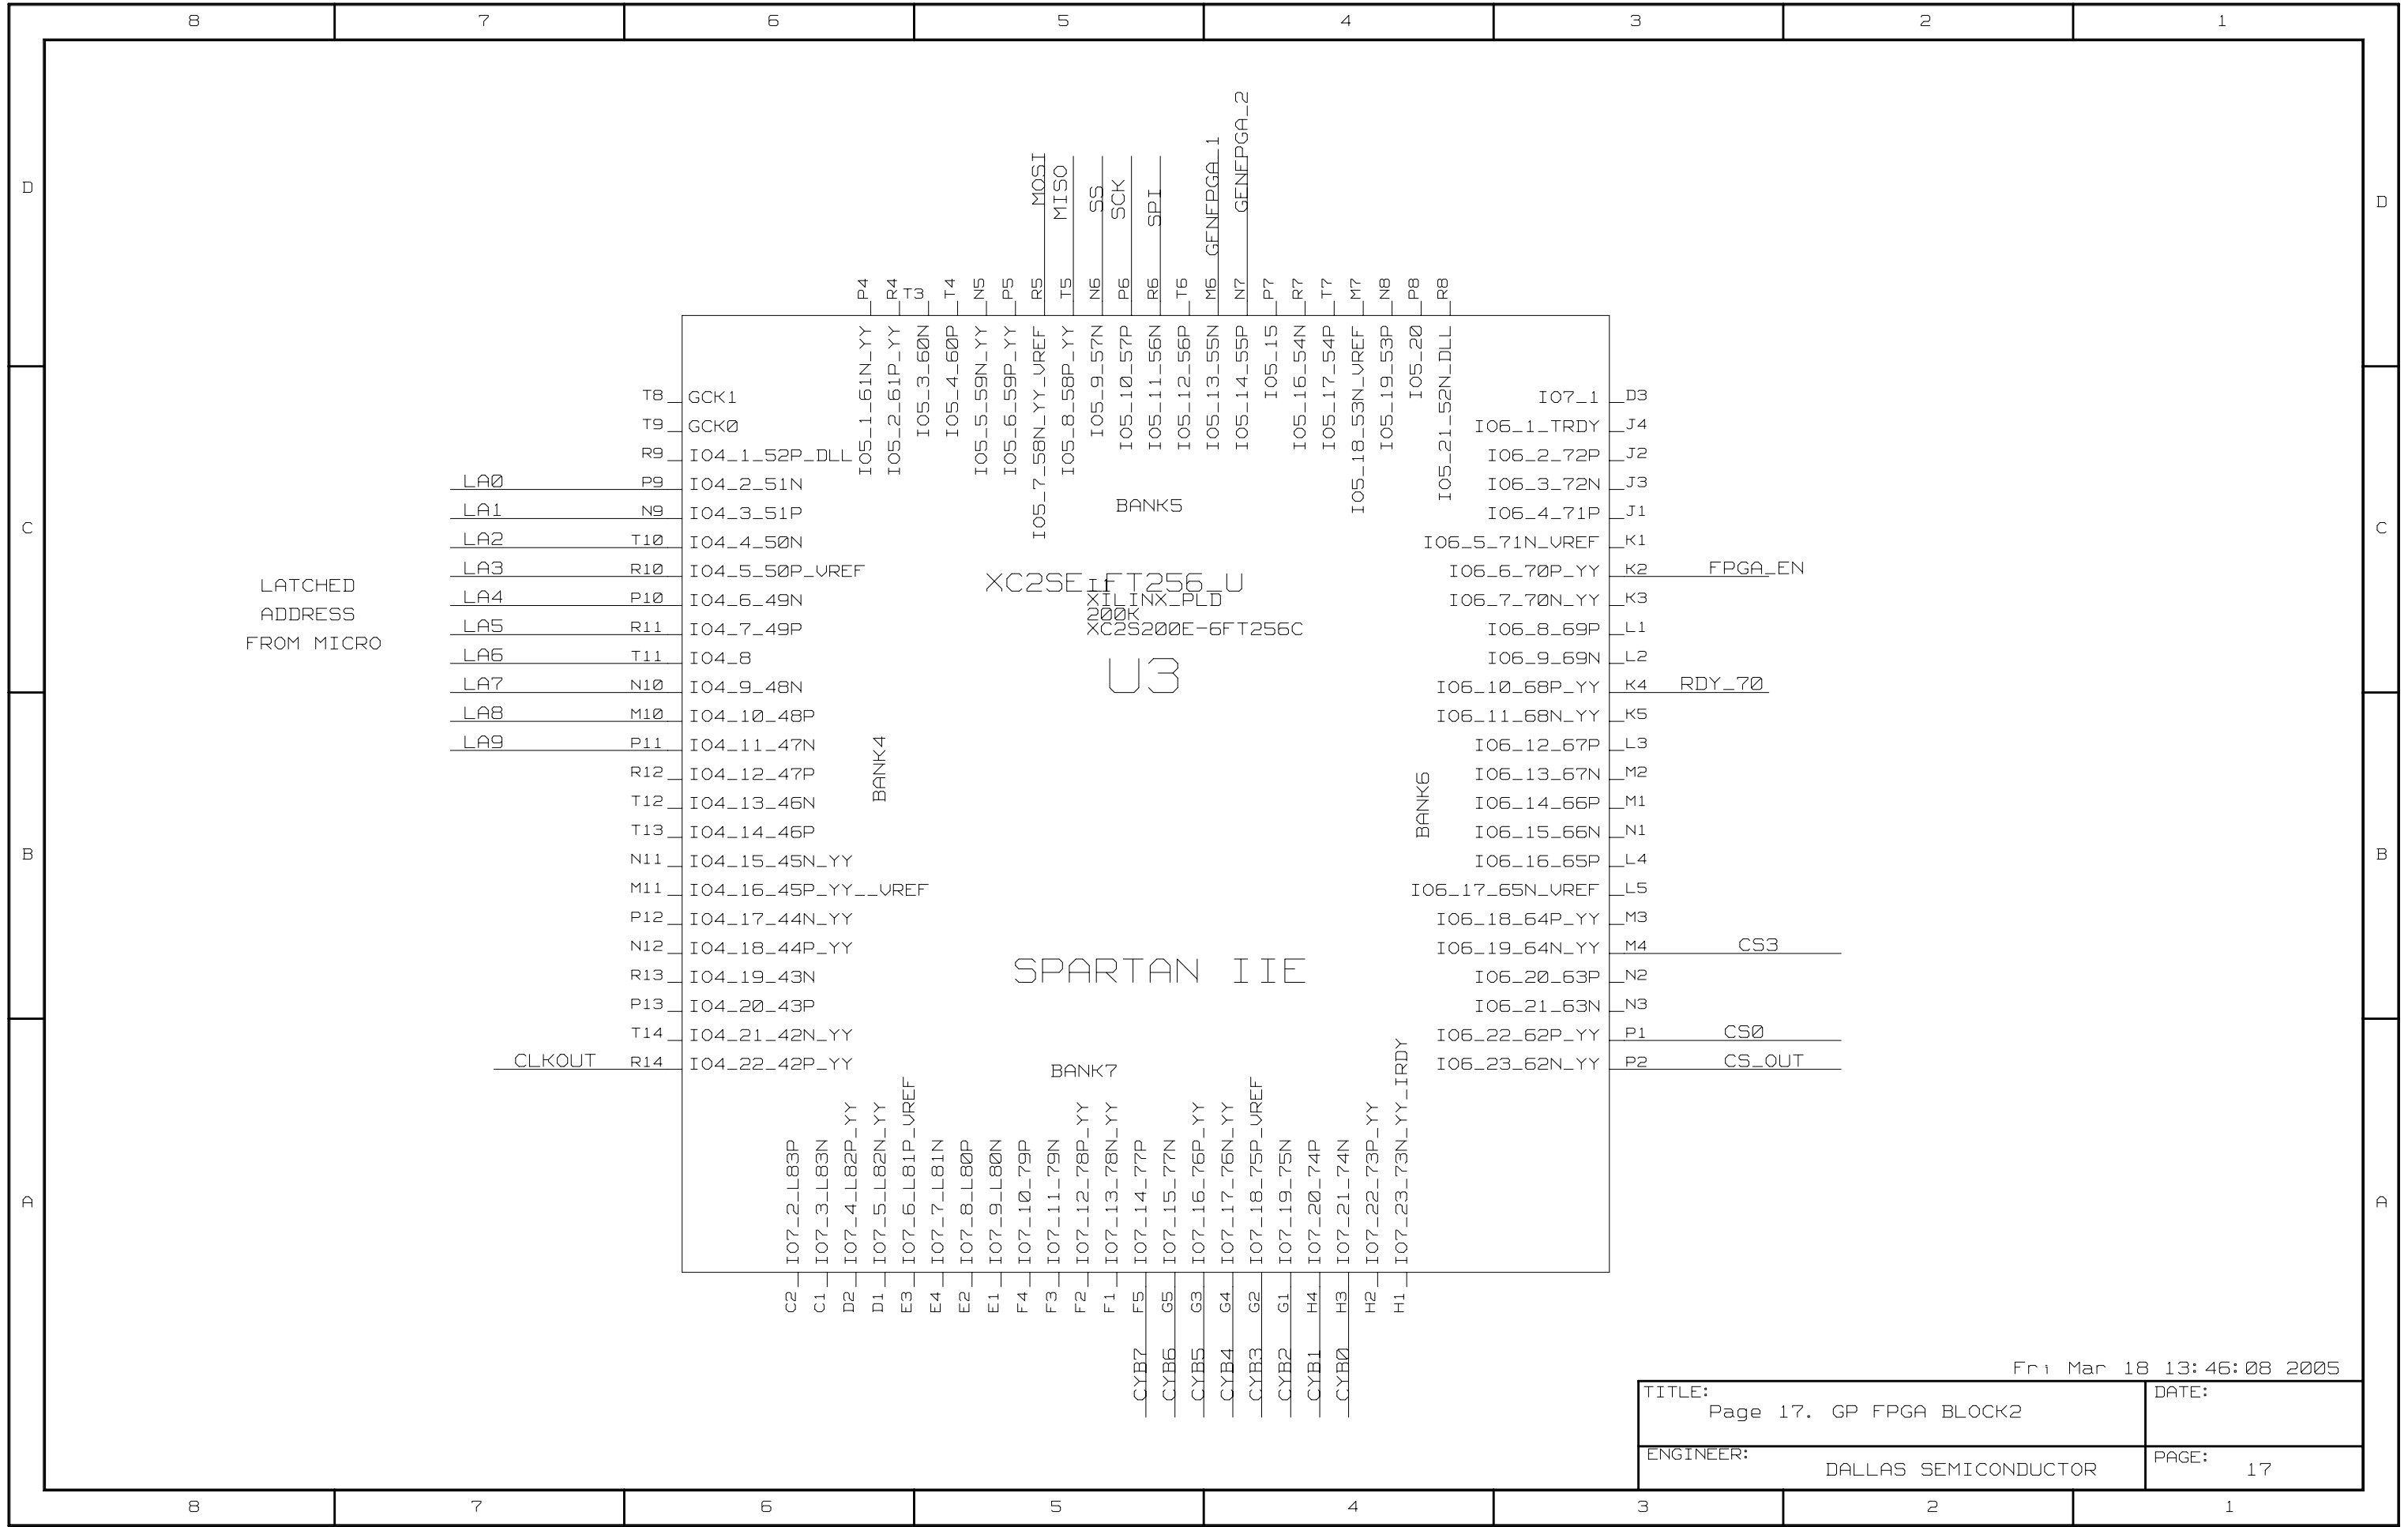 8 7 6 5 4 3 2 1
D
D
C
C
B
B
A
A
MOSI
MISO
SS
SCK
SPI
GENFPGA_1
GENFPGA_2
P4 R4 T3 T4 N5 P5 R5 T5 N6 P6 R6 T6 M6 N7 P7 R7 T7 M7 N8 P8 R8
IO5_1_61N_YY
IO5_2_61P_YY
IO5_3_60N
IO5_4_60P
IO5_5_59N_YY
IO5_6_59P_YY
IO5_7_58N_YY_VREF
IO5_8_58P_YY
IO5_9_57N
IO5_10_57P
IO5_11_56N
IO5_12_56P
IO5_13_55N
IO5_14_55P
IO5_15
IO5_16_54N
IO5_17_54P
IO5_18_53N_VREF
IO5_19_53P
IO5_20
IO5_21_52N_DLL
BANK5
T8 GCK1
T9 GCK0
R9 IO4_1_52P_DLL
LA0 P9 IO4_2_51N
LA1 N9 IO4_3_51P
LA2 T10 IO4_4_50N
LA3 R10 IO4_5_50P_VREF
LA4 P10 IO4_6_49N
LA5 R11 IO4_7_49P
LA6 T11 IO4_8
LA7 N10 IO4_9_48N
LA8 M10 IO4_10_48P
LA9 P11 IO4_11_47N
R12 IO4_12_47P
T12 IO4_13_46N
T13 IO4_14_46P
N11 IO4_15_45N_YY
M11 IO4_16_45P_YY__VREF
P12 IO4_17_44N_YY
N12 IO4_18_44P_YY
R13 IO4_19_43N
P13 IO4_20_43P
T14 IO4_21_42N_YY
CLKOUT R14 IO4_22_42P_YY
LATCHED
ADDRESS
FROM MICRO
BANK4
XC2SE_FT256_U
I1
XILINX_PLD
200K
XC2S200E-6FT256C
U3
SPARTAN IIE
BANK6
IO7_1 D3
IO6_1_TRDY J4
IO6_2_72P J2
IO6_3_72N J3
IO6_4_71P J1
IO6_5_71N_VREF K1
IO6_6_70P_YY K2 FPGA_EN
IO6_7_70N_YY K3
IO6_8_69P L1
IO6_9_69N L2
IO6_10_68P_YY K4 RDY_70
IO6_11_68N_YY K5
IO6_12_67P L3
IO6_13_67N M2
IO6_14_66P M1
IO6_15_66N N1
IO6_16_65P L4
IO6_17_65N_VREF L5
IO6_18_64P_YY M3
IO6_19_64N_YY M4 CS3
IO6_20_63P N2
IO6_21_63N N3
IO6_22_62P_YY P1 CS0
IO6_23_62N_YY P2 CS_OUT
BANK7
IO7_2_L83P
IO7_3_L83N
IO7_4_L82P_YY
IO7_5_L82N_YY
IO7_6_L81P_VREF
IO7_7_L81N
IO7_8_L80P
IO7_9_L80N
IO7_10_79P
IO7_11_79N
IO7_12_78P_YY
IO7_13_78N_YY
IO7_14_77P
IO7_15_77N
IO7_16_76P_YY
IO7_17_76N_YY
IO7_18_75P_VREF
IO7_19_75N
IO7_20_74P
IO7_21_74N
IO7_22_73P_YY
IO7_23_73N_YY_IRDY
C2 C1 D2 D1 E3 E4 E2 E1 F4 F3 F2 F1 F5 G5 G3 G4 G2 G1 H4 H3 H2 H1
CYB7
CYB6
CYB5
CYB4
CYB3
CYB2
CYB1
CYB0
Fri Mar 18 13:46:08 2005
TITLE:
Page 17. GP FPGA BLOCK2
DATE:
ENGINEER:
DALLAS SEMICONDUCTOR
PAGE:
17
8 7 6 5 4 3 2 1